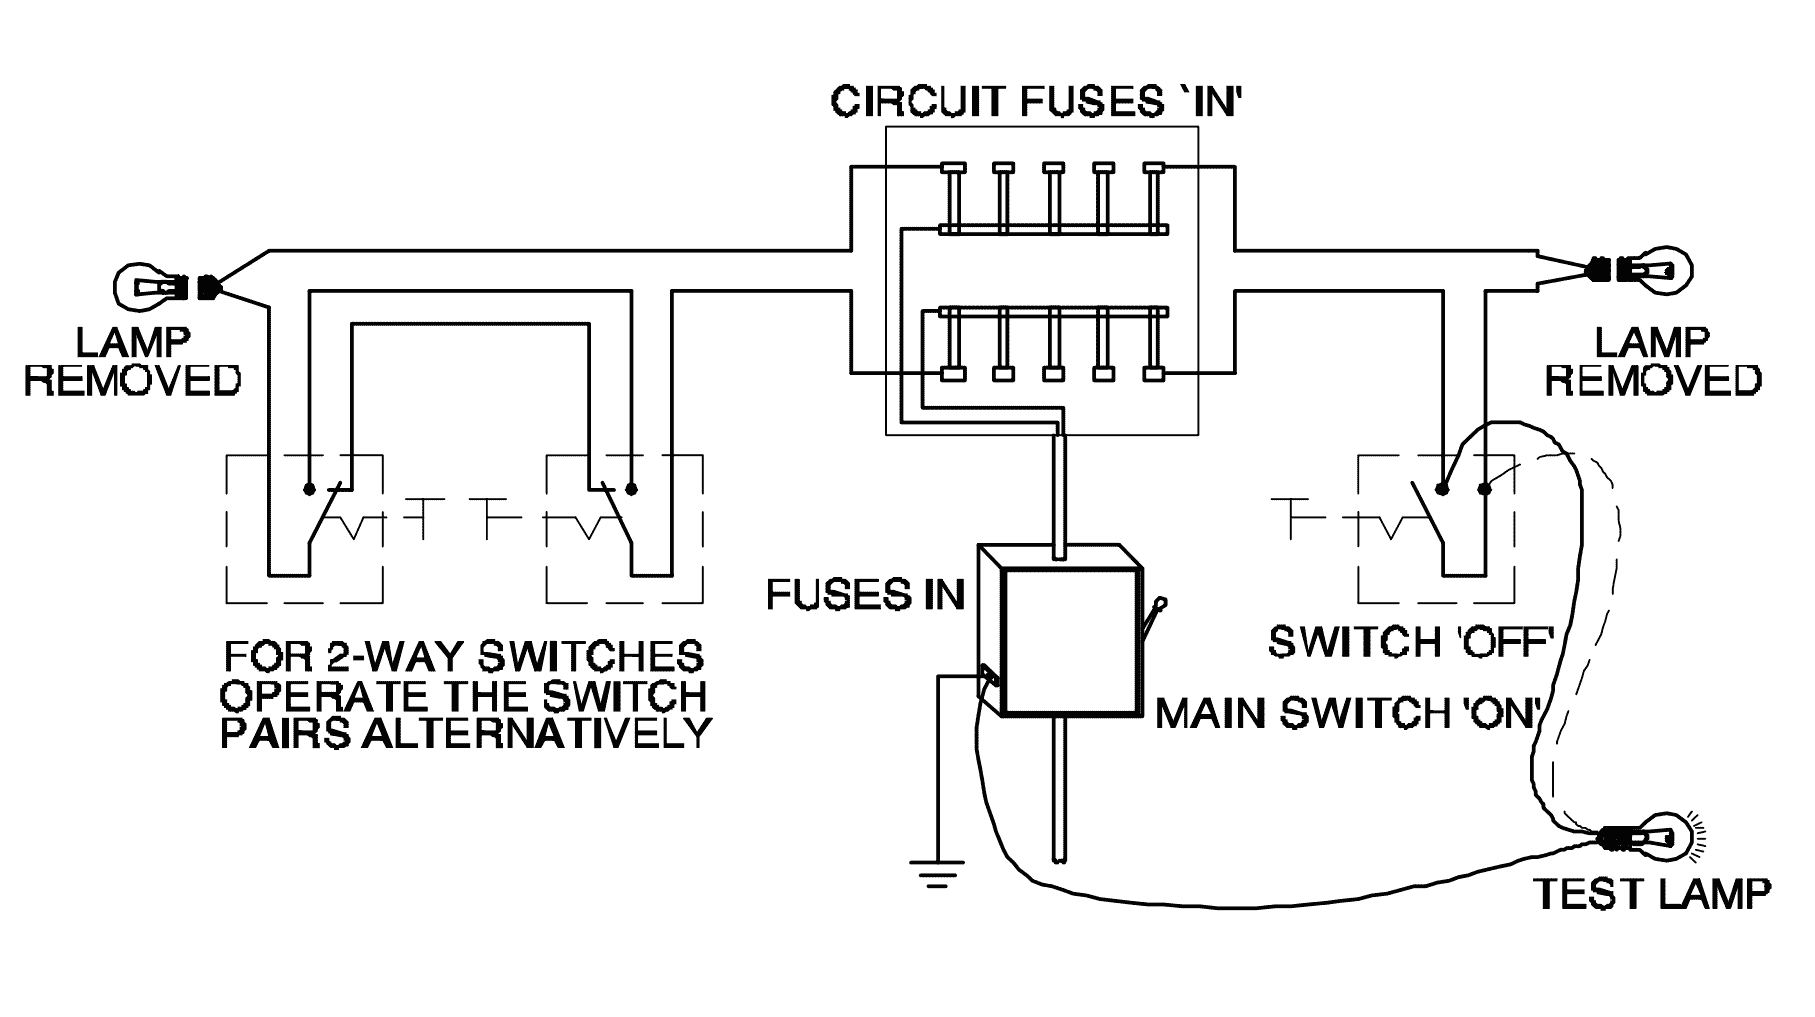 CIRCUIT FUSES `IN'
LAMP
REMOVED
LAMP
REMOVED
FUSES IN
FOR 2-WAY SWITCHES
OPERATE THE SWITCH
PAIRS ALTERNATIVELY
SWITCH 'OFF'
MAIN SWITCH 'ON'
TEST LAMP